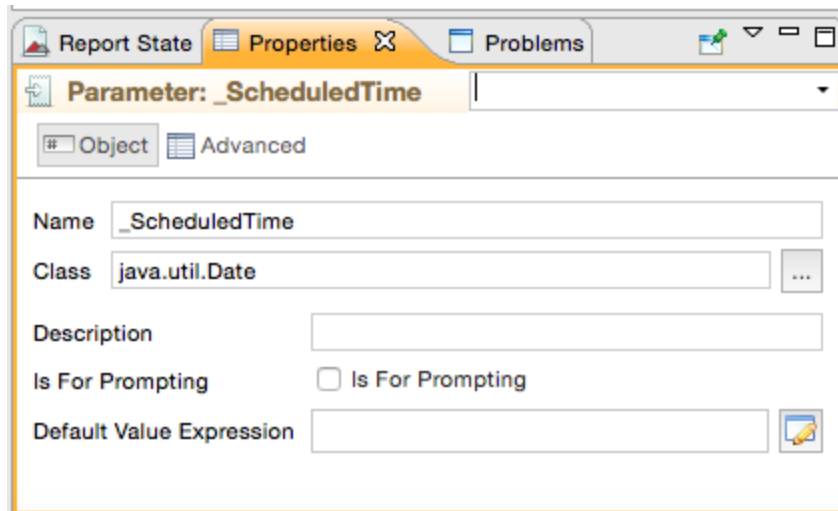 Report State Properties Problems
Parameter: _ScheduledTime
# Object Advanced
Name _ScheduledTime
Class java.util.Date ...
Description
Is For Prompting Is For Prompting
Default Value Expression